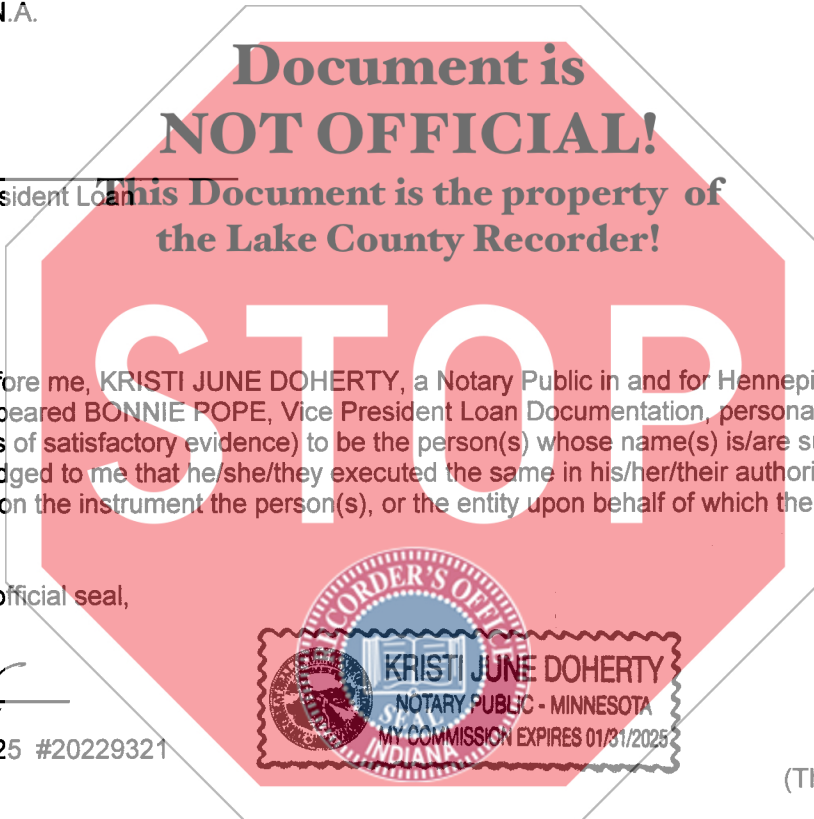 N.A.
Document is
NOT OFFICIAL!
This Document is the property of
the Lake County Recorder!
sident Loan
STOP
fore me, KRISTI JUNE DOHERTY, a Notary Public in and for Hennepi
peared BONNIE POPE, Vice President Loan Documentation, persona
s of satisfactory evidence) to be the person(s) whose name(s) is/are su
dged to me that he/she/they executed the same in his/her/their authori
on the instrument the person(s), or the entity upon behalf of which the
official seal,
RECORDER'S OFFICE
SEAL
INDIANA
KRISTI JUNE DOHERTY
NOTARY PUBLIC - MINNESOTA
MY COMMISSION EXPIRES 01/31/2025
25 #20229321
(Th